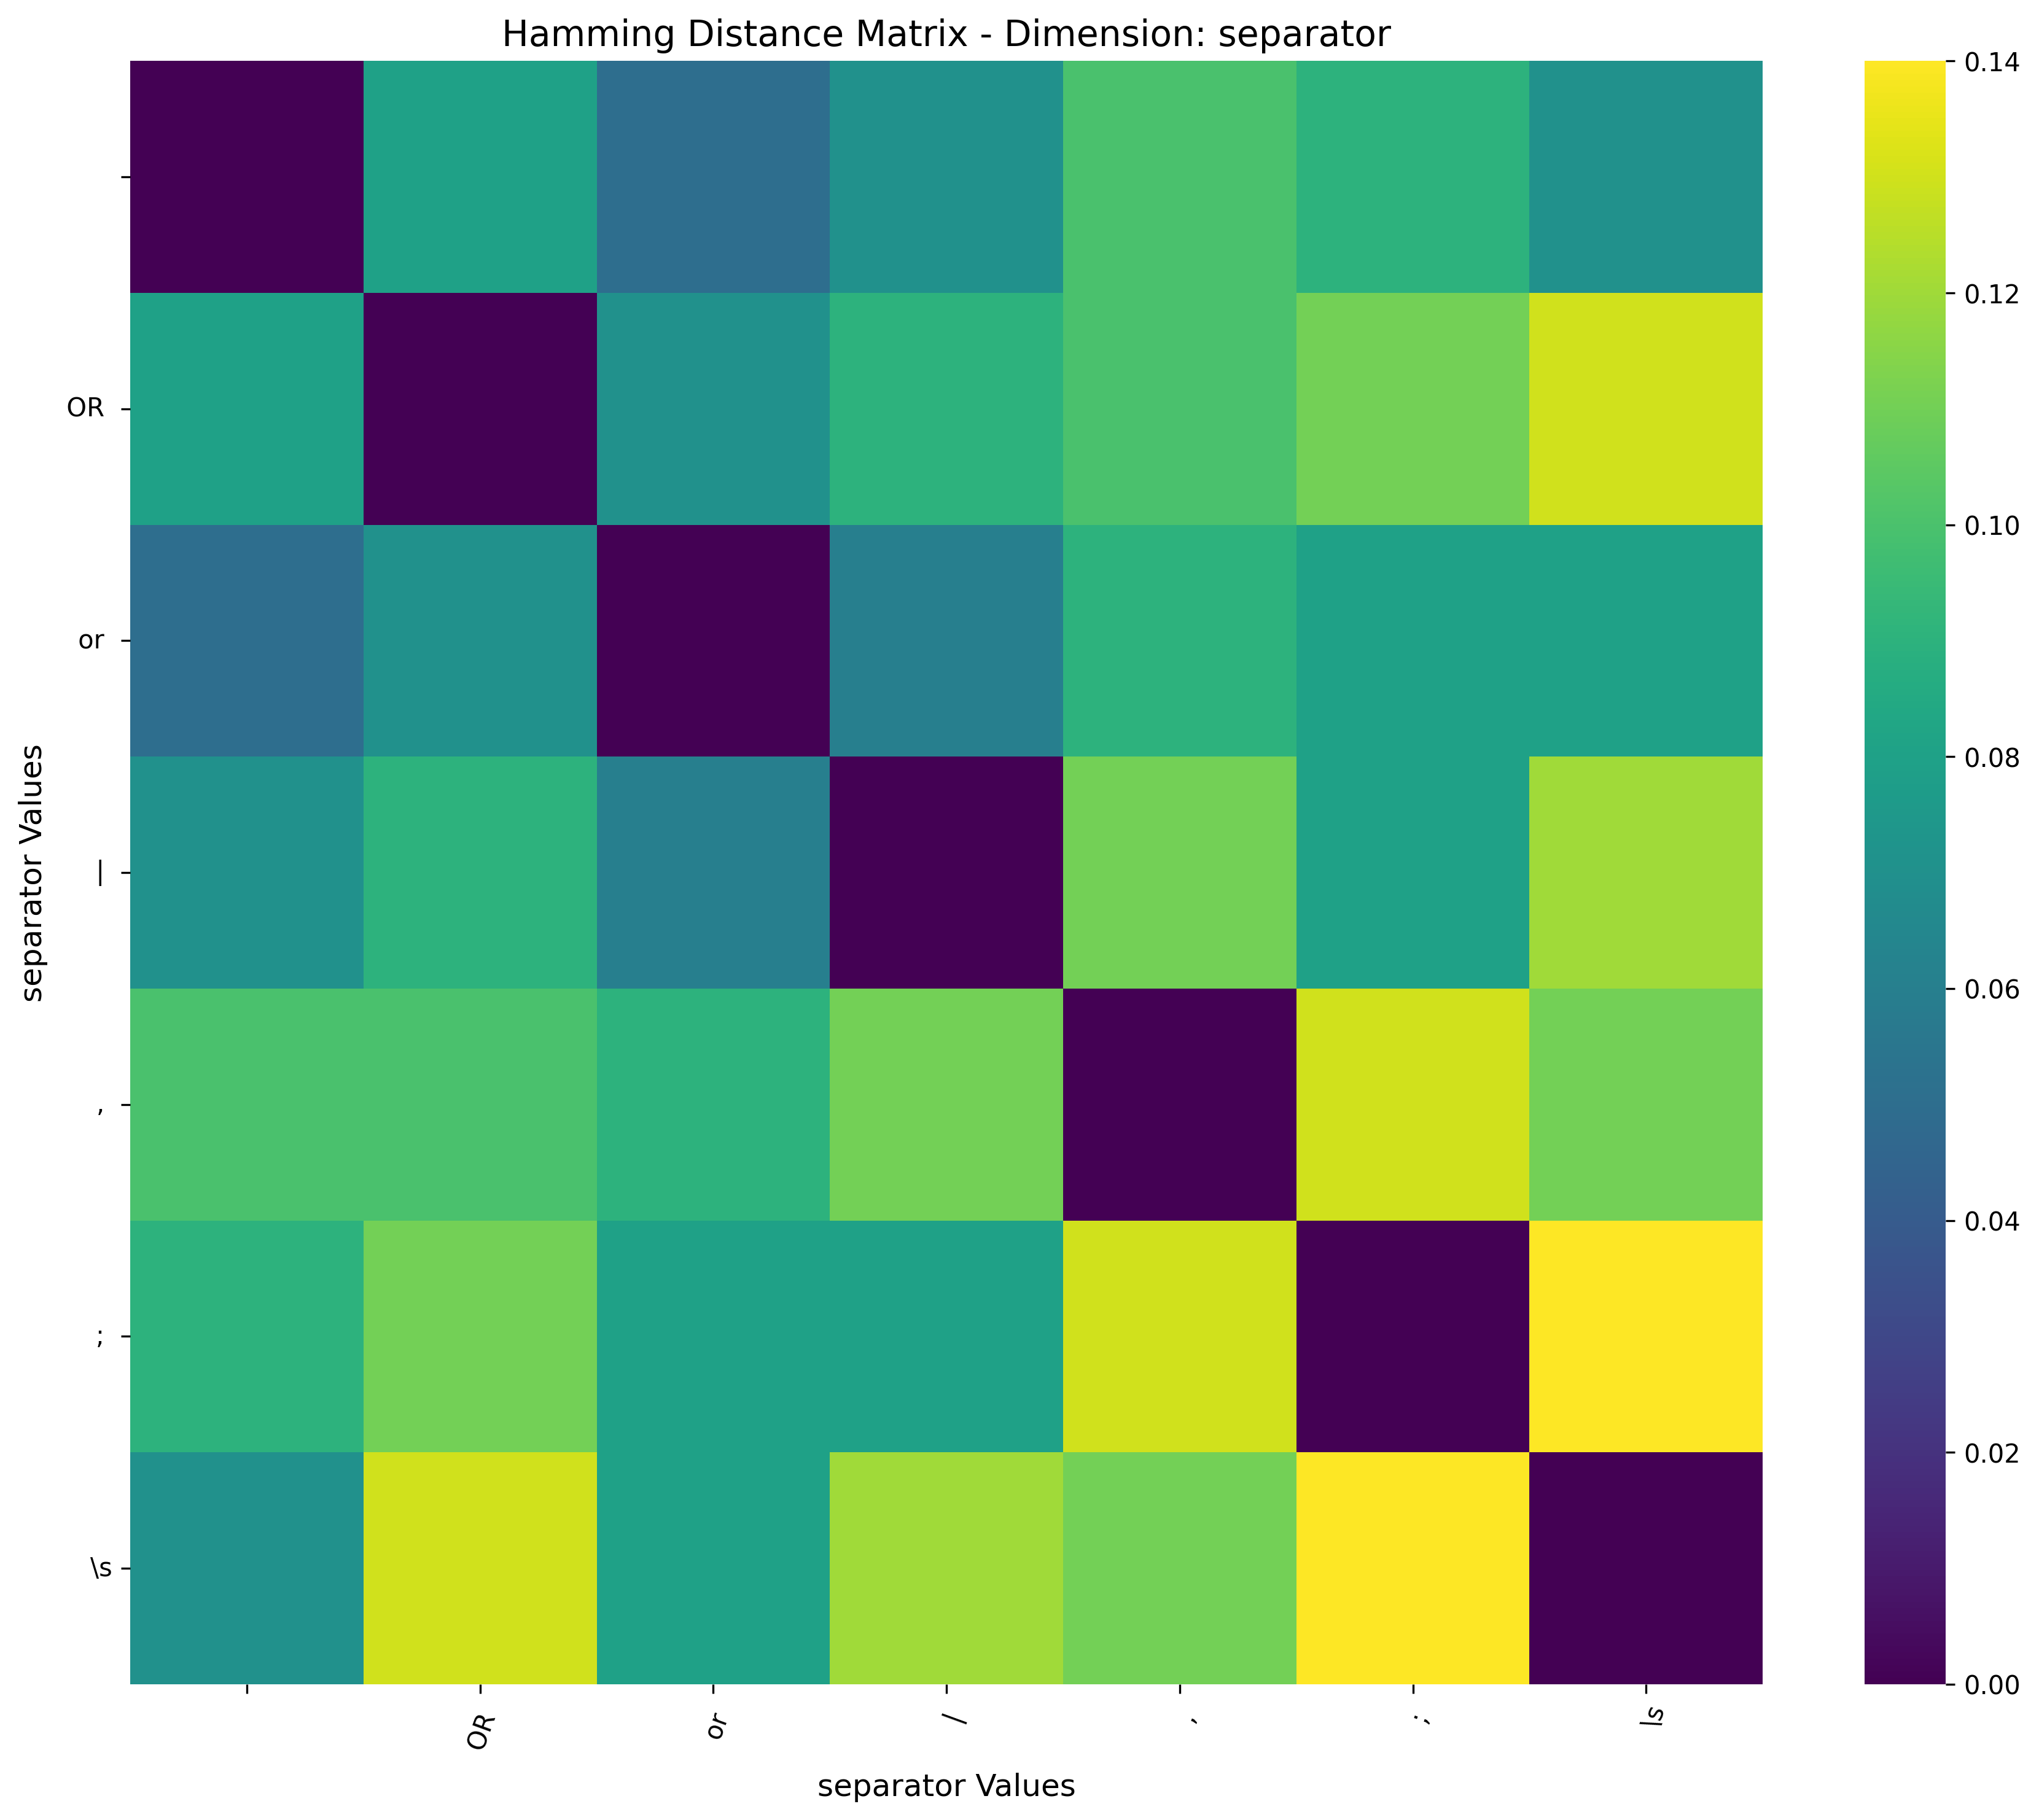 Hamming Distance Matrix - Dimension: separator
separator Values
OR
or
|
,
;
\s
OR
or
|
,
;
\s
separator Values
0.14
0.12
0.10
0.08
0.06
0.04
0.02
0.00